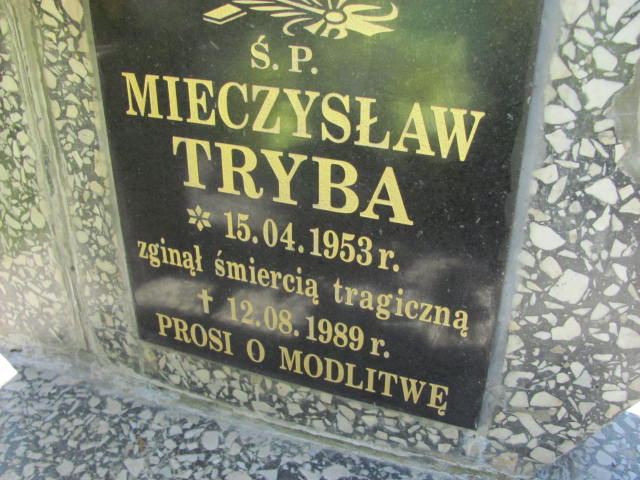 Ś. P.
MIECZYSŁAW
TRYBA
✲ 15.04.1953 r.
zginął śmiercią tragiczną
✝ 12.08.1989 r.
PROSI O MODLITWĘ